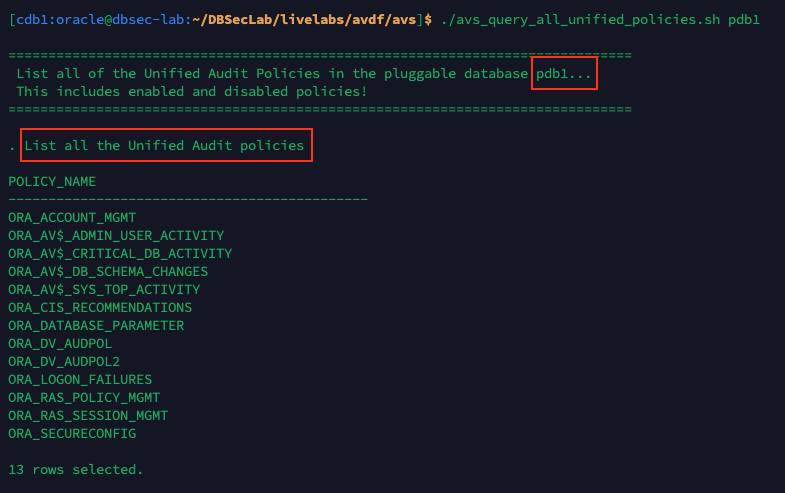 [cdb1:oracle@dbsec-lab:~/DBSecLab/livelabs/avdf/avs]$ ./avs_query_all_unified_policies.sh pdb1
==============================================================================
List all of the Unified Audit Policies in the pluggable database pdb1...
This includes enabled and disabled policies!
==============================================================================
. List all the Unified Audit policies
POLICY_NAME
---------------------------------------------
ORA_ACCOUNT_MGMT
ORA_AV$_ADMIN_USER_ACTIVITY
ORA_AV$_CRITICAL_DB_ACTIVITY
ORA_AV$_DB_SCHEMA_CHANGES
ORA_AV$_SYS_TOP_ACTIVITY
ORA_CIS_RECOMMENDATIONS
ORA_DATABASE_PARAMETER
ORA_DV_AUDPOL
ORA_DV_AUDPOL2
ORA_LOGON_FAILURES
ORA_RAS_POLICY_MGMT
ORA_RAS_SESSION_MGMT
ORA_SECURECONFIG
13 rows selected.